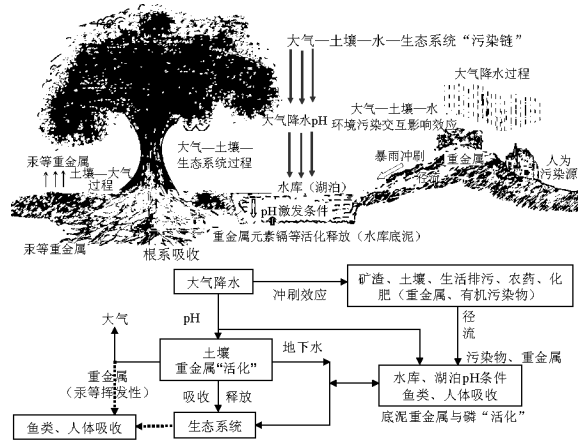 大气—土壤—水—生态系统“污染链”
大气降水过程
大气降水pH
大气—土壤—水
环境污染交互影响效应
大气—土壤—
生态系统过程
汞等重金属
土壤—大气
过程
暴雨冲刷
重金属
径流
人为
污染源
水库（湖泊）
pH激发条件
重金属元素镉等活化释放（水库底泥）
汞等重金属
根系吸收
大气降水
冲刷效应
矿渣、土壤、生活排污、农药、化
肥（重金属、有机污染物）
大气
pH
径
流
土壤
重金属“活化”
地下水
污染物、重金属
水库、湖泊pH条件
鱼类、人体吸收
重金属
（汞等挥发性）
吸收
释放
底泥重金属与磷“活化”
鱼类、人体吸收
生态系统